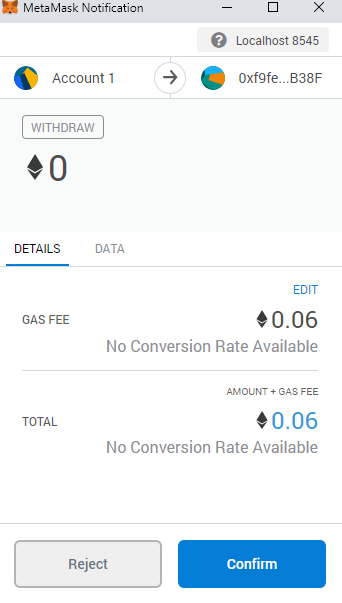 MetaMask Notification
Localhost 8545
Account 1
0xf9fe...B38F
WITHDRAW
0
DETAILS DATA
EDIT
GAS FEE 0.06
No Conversion Rate Available
AMOUNT + GAS FEE
TOTAL 0.06
No Conversion Rate Available
Reject Confirm